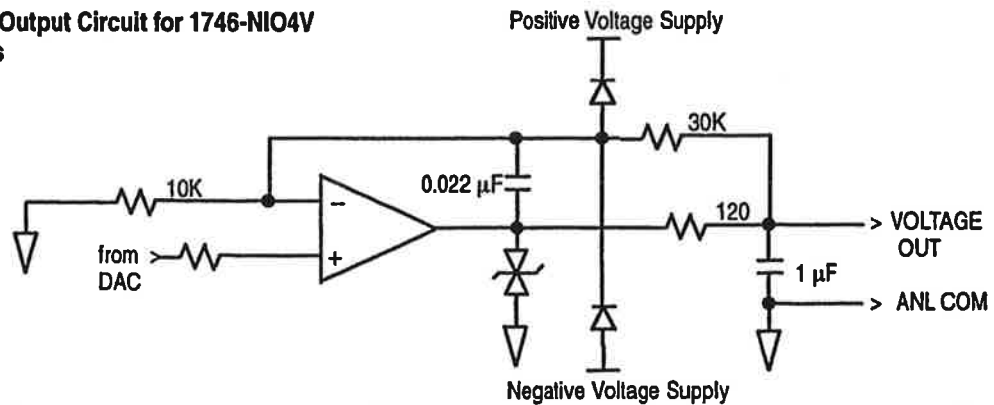 Output Circuit for 1746-NIO4V
s
Positive Voltage Supply
30K
10K
0.022 µF
−
120
> VOLTAGE
OUT
from
DAC
+
1 µF
> ANL COM
Negative Voltage Supply